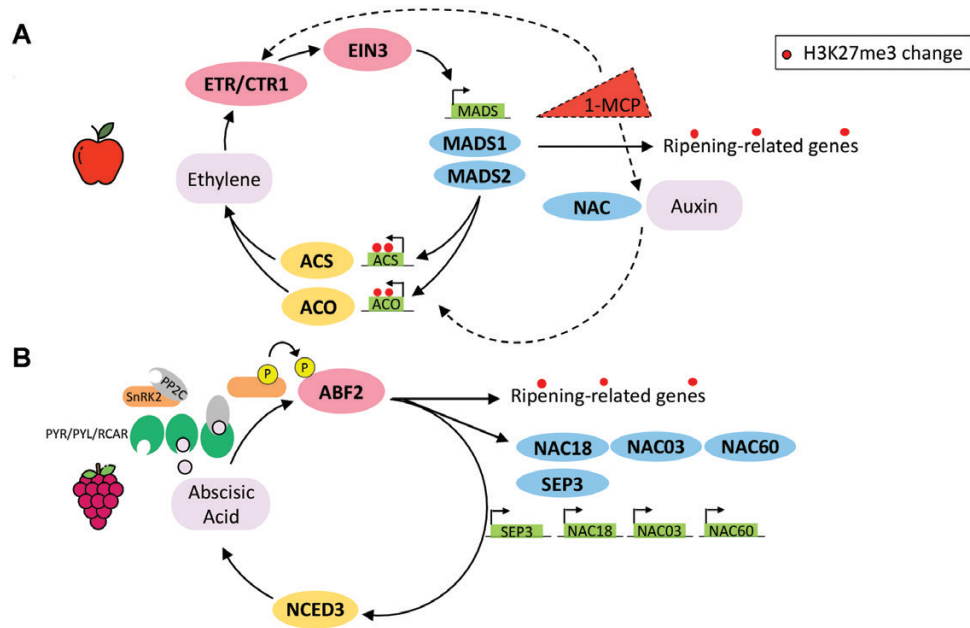 A
EIN3
H3K27me3 change
ETR/CTR1
MADS
1-MCP
MADS1
Ripening-related genes
MADS2
Ethylene
NAC
Auxin
ACS
ACS
ACO
ACO
B
P
P
PP2C
SnRK2
ABF2
Ripening-related genes
PYR/PYL/RCAR
NAC18
NAC03
NAC60
SEP3
Abscisic
Acid
SEP3
NAC18
NAC03
NAC60
NCED3